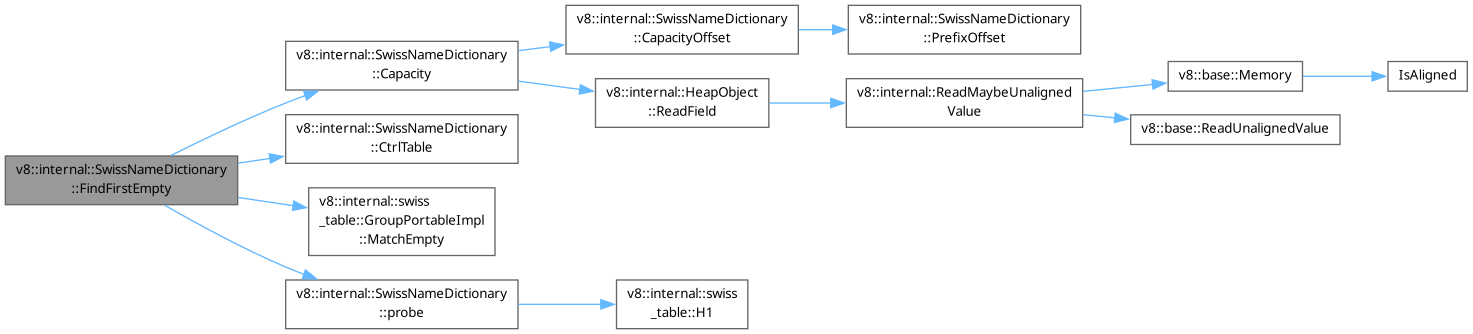 v8::internal::SwissNameDictionary
::FindFirstEmpty
v8::internal::SwissNameDictionary
::Capacity
v8::internal::SwissNameDictionary
::CapacityOffset
v8::internal::SwissNameDictionary
::PrefixOffset
v8::internal::HeapObject
::ReadField
v8::internal::ReadMaybeUnaligned
Value
v8::base::Memory
IsAligned
v8::base::ReadUnalignedValue
v8::internal::SwissNameDictionary
::CtrlTable
v8::internal::swiss
_table::GroupPortableImpl
::MatchEmpty
v8::internal::SwissNameDictionary
::probe
v8::internal::swiss
_table::H1